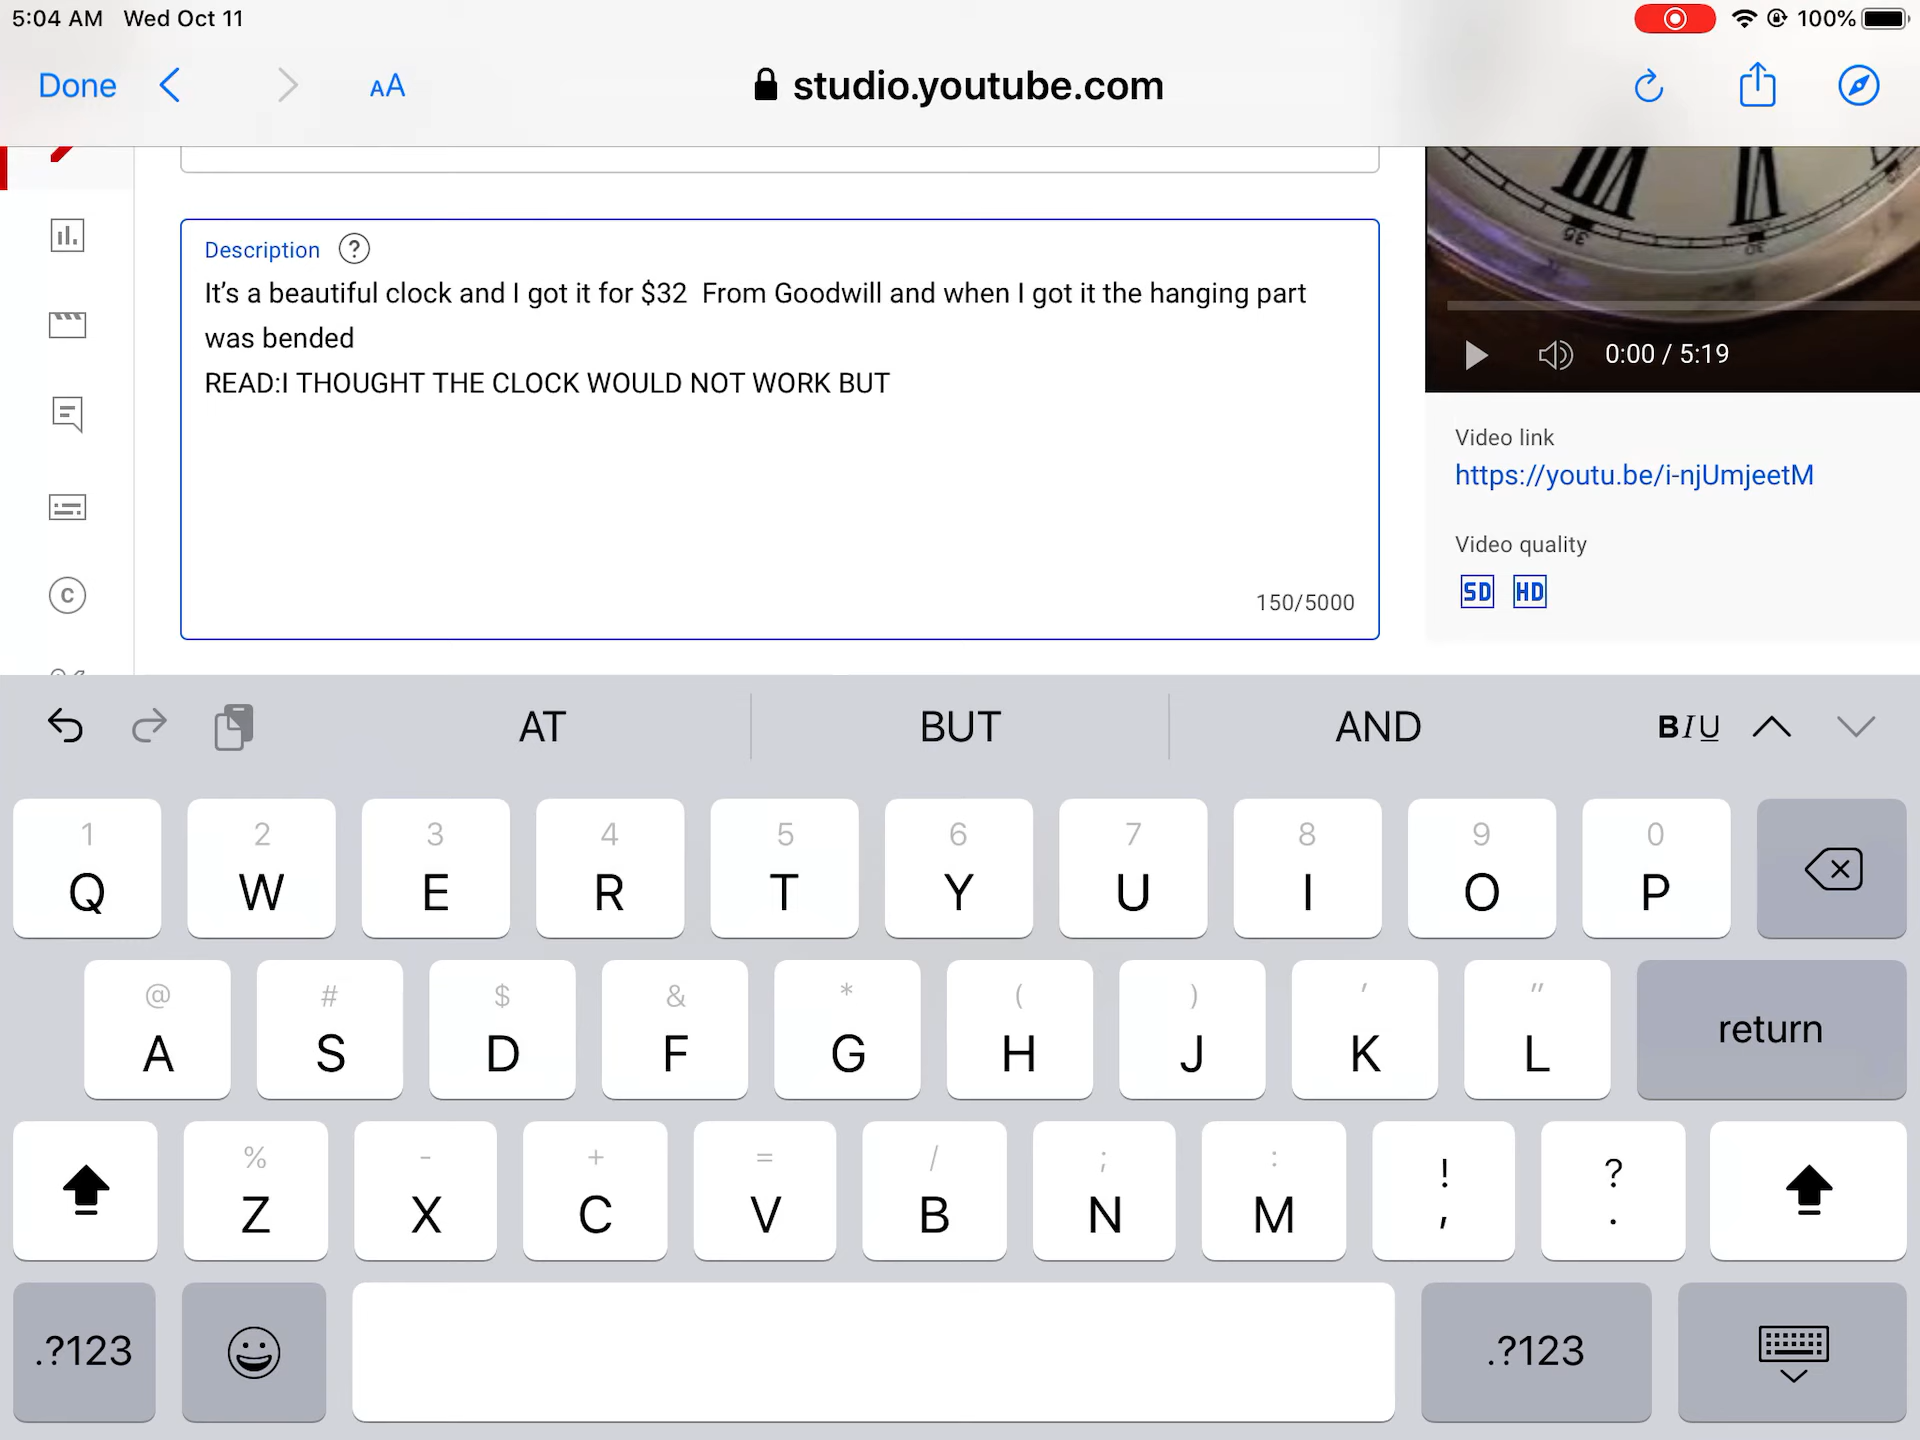 5:04 AM Wed Oct 11
100%
Done
AA
studio.youtube.com
Description ?
It's a beautiful clock and I got it for $32  From Goodwill and when I got it the hanging part
was bended
READ:I THOUGHT THE CLOCK WOULD NOT WORK BUT
150/5000
35
30
0:00 / 5:19
Video link
https://youtu.be/i-njUmjeetM
Video quality
SD HD
C
AT BUT AND BIU
1 2 3 4 5 6 7 8 9 0
Q W E R T Y U I O P
@ # $ & * ( ) ' "
A S D F G H J K L return
% - + = / ; : ! ?
Z X C V B N M , .
.?123 .?123